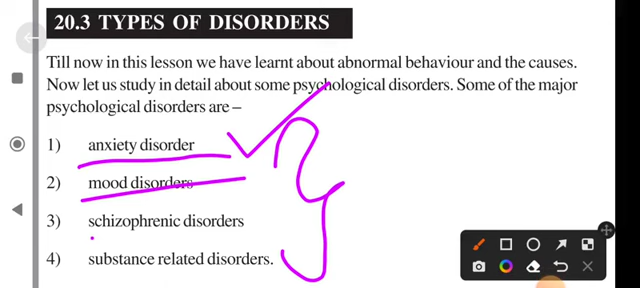 20.3 TYPES OF DISORDERS
Till now in this lesson we have learnt about abnormal behaviour and the causes.
Now let us study in detail about some psychological disorders. Some of the major
psychological disorders are –
1) anxiety disorder
2) mood disorders
3) schizophrenic disorders
4) substance related disorders.